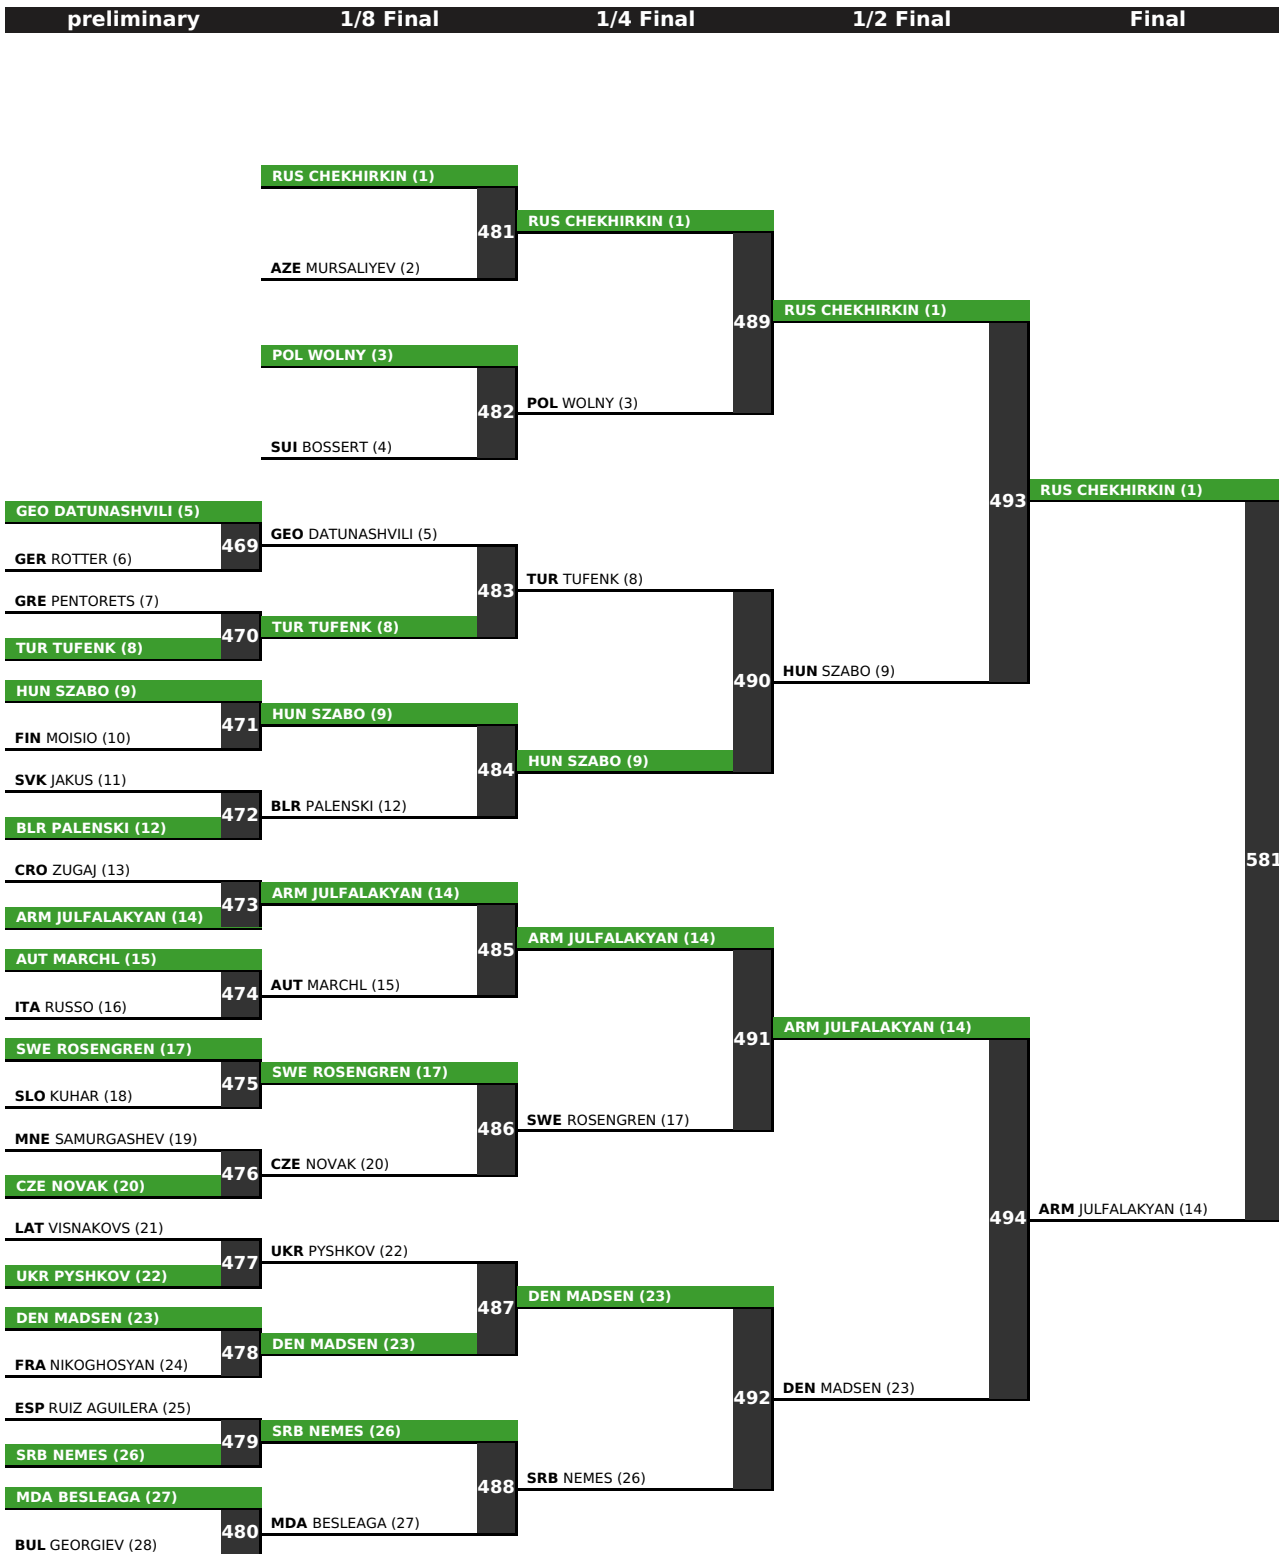 preliminary 1/8 Final 1/4 Final 1/2 Final Final
RUS CHEKHIRKIN (1)
481
AZE MURSALIYEV (2)
POL WOLNY (3)
482
SUI BOSSERT (4)
GEO DATUNASHVILI (5)
469
GER ROTTER (6)
GRE PENTORETS (7)
470
TUR TUFENK (8)
HUN SZABO (9)
471
FIN MOISIO (10)
SVK JAKUS (11)
472
BLR PALENSKI (12)
CRO ZUGAJ (13)
473
ARM JULFALAKYAN (14)
AUT MARCHL (15)
474
ITA RUSSO (16)
SWE ROSENGREN (17)
475
SLO KUHAR (18)
MNE SAMURGASHEV (19)
476
CZE NOVAK (20)
LAT VISNAKOVS (21)
477
UKR PYSHKOV (22)
DEN MADSEN (23)
478
FRA NIKOGHOSYAN (24)
ESP RUIZ AGUILERA (25)
479
SRB NEMES (26)
MDA BESLEAGA (27)
480
BUL GEORGIEV (28)
GEO DATUNASHVILI (5)
483
TUR TUFENK (8)
HUN SZABO (9)
484
BLR PALENSKI (12)
ARM JULFALAKYAN (14)
485
AUT MARCHL (15)
SWE ROSENGREN (17)
486
CZE NOVAK (20)
UKR PYSHKOV (22)
487
DEN MADSEN (23)
SRB NEMES (26)
488
MDA BESLEAGA (27)
RUS CHEKHIRKIN (1)
489
POL WOLNY (3)
TUR TUFENK (8)
490
HUN SZABO (9)
ARM JULFALAKYAN (14)
491
SWE ROSENGREN (17)
DEN MADSEN (23)
492
SRB NEMES (26)
RUS CHEKHIRKIN (1)
493
HUN SZABO (9)
ARM JULFALAKYAN (14)
494
DEN MADSEN (23)
RUS CHEKHIRKIN (1)
581
ARM JULFALAKYAN (14)